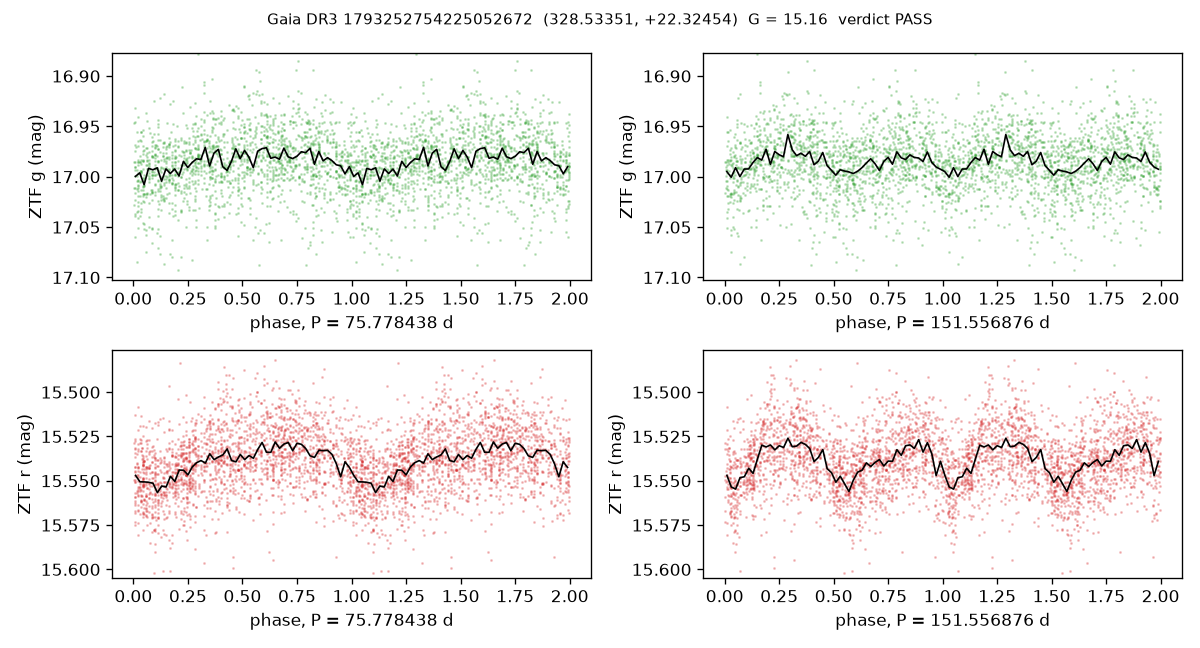 Gaia DR3 1793252754225052672  (328.53351, +22.32454)  G = 15.16  verdict PASS
ZTF g (mag)
16.90
16.95
17.00
17.05
17.10
0.00 0.25 0.50 0.75 1.00 1.25 1.50 1.75 2.00
phase, P = 75.778438 d
ZTF g (mag)
16.90
16.95
17.00
17.05
17.10
0.00 0.25 0.50 0.75 1.00 1.25 1.50 1.75 2.00
phase, P = 151.556876 d
ZTF r (mag)
15.500
15.525
15.550
15.575
15.600
0.00 0.25 0.50 0.75 1.00 1.25 1.50 1.75 2.00
phase, P = 75.778438 d
ZTF r (mag)
15.500
15.525
15.550
15.575
15.600
0.00 0.25 0.50 0.75 1.00 1.25 1.50 1.75 2.00
phase, P = 151.556876 d